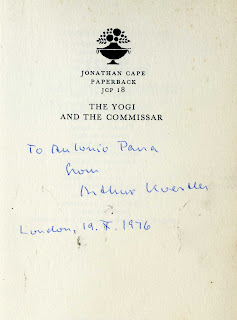 JONATHAN CAPE
PAPERBACK
JCP 18
THE YOGI
AND THE COMMISSAR
To Antonio Parra
from
Arthur Koestler
London, 19. X. 1976